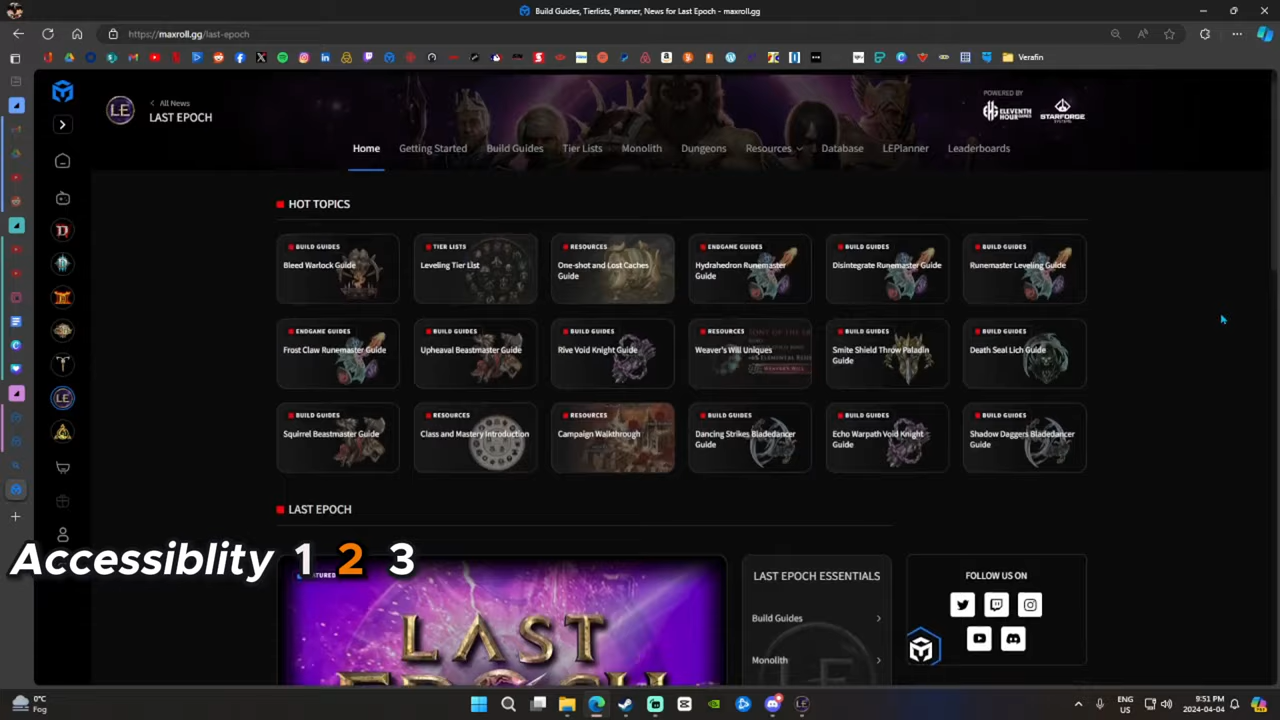 Build Guides, Tierlists, Planner, News for Last Epoch - maxroll.gg
https://maxroll.gg/last-epoch
Verafin
All News
LAST EPOCH
POWERED BY
ELEVENTH HOUR GAMES
STARFORGE SYSTEMS
Home Getting Started Build Guides Tier Lists Monolith Dungeons Resources Database LEPlanner Leaderboards
HOT TOPICS
BUILD GUIDES
Bleed Warlock Guide
TIER LISTS
Leveling Tier List
RESOURCES
One-shot and Lost Caches
Guide
ENDGAME GUIDES
Hydrahedron Runemaster
Guide
BUILD GUIDES
Disintegrate Runemaster Guide
BUILD GUIDES
Runemaster Leveling Guide
ENDGAME GUIDES
Frost Claw Runemaster Guide
BUILD GUIDES
Upheaval Beastmaster Guide
BUILD GUIDES
Rive Void Knight Guide
RESOURCES
Weaver's Will Uniques
BUILD GUIDES
Smite Shield Throw Paladin
Guide
BUILD GUIDES
Death Seal Lich Guide
BUILD GUIDES
Squirrel Beastmaster Guide
RESOURCES
Class and Mastery Introduction
RESOURCES
Campaign Walkthrough
BUILD GUIDES
Dancing Strikes Bladedancer
Guide
BUILD GUIDES
Echo Warpath Void Knight
Guide
BUILD GUIDES
Shadow Daggers Bladedancer
Guide
LAST EPOCH
Accessiblity 1 2 3
FEATURED
LAST
EPOCH
LAST EPOCH ESSENTIALS
Build Guides
Monolith
FOLLOW US ON
0°C
Fog
ENG
US
9:51 PM
2024-04-04